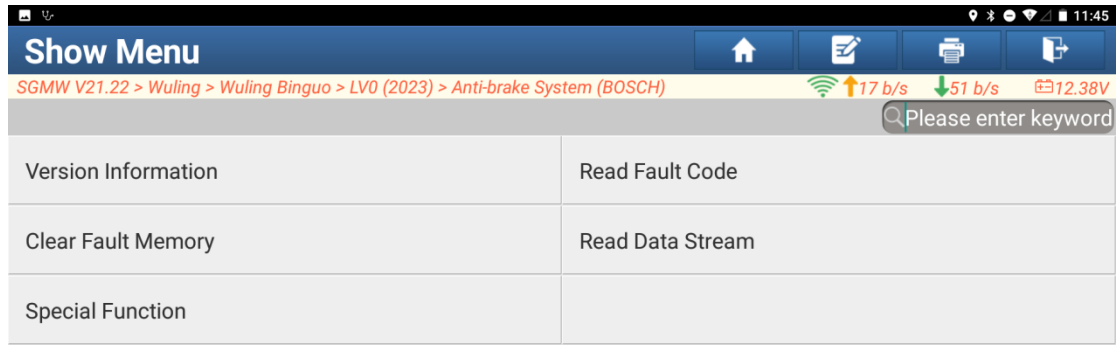 11:45
Show Menu
SGMW V21.22 > Wuling > Wuling Binguo > LV0 (2023) > Anti-brake System (BOSCH) 17 b/s 51 b/s 12.38V
Please enter keyword
Version Information Read Fault Code
Clear Fault Memory Read Data Stream
Special Function